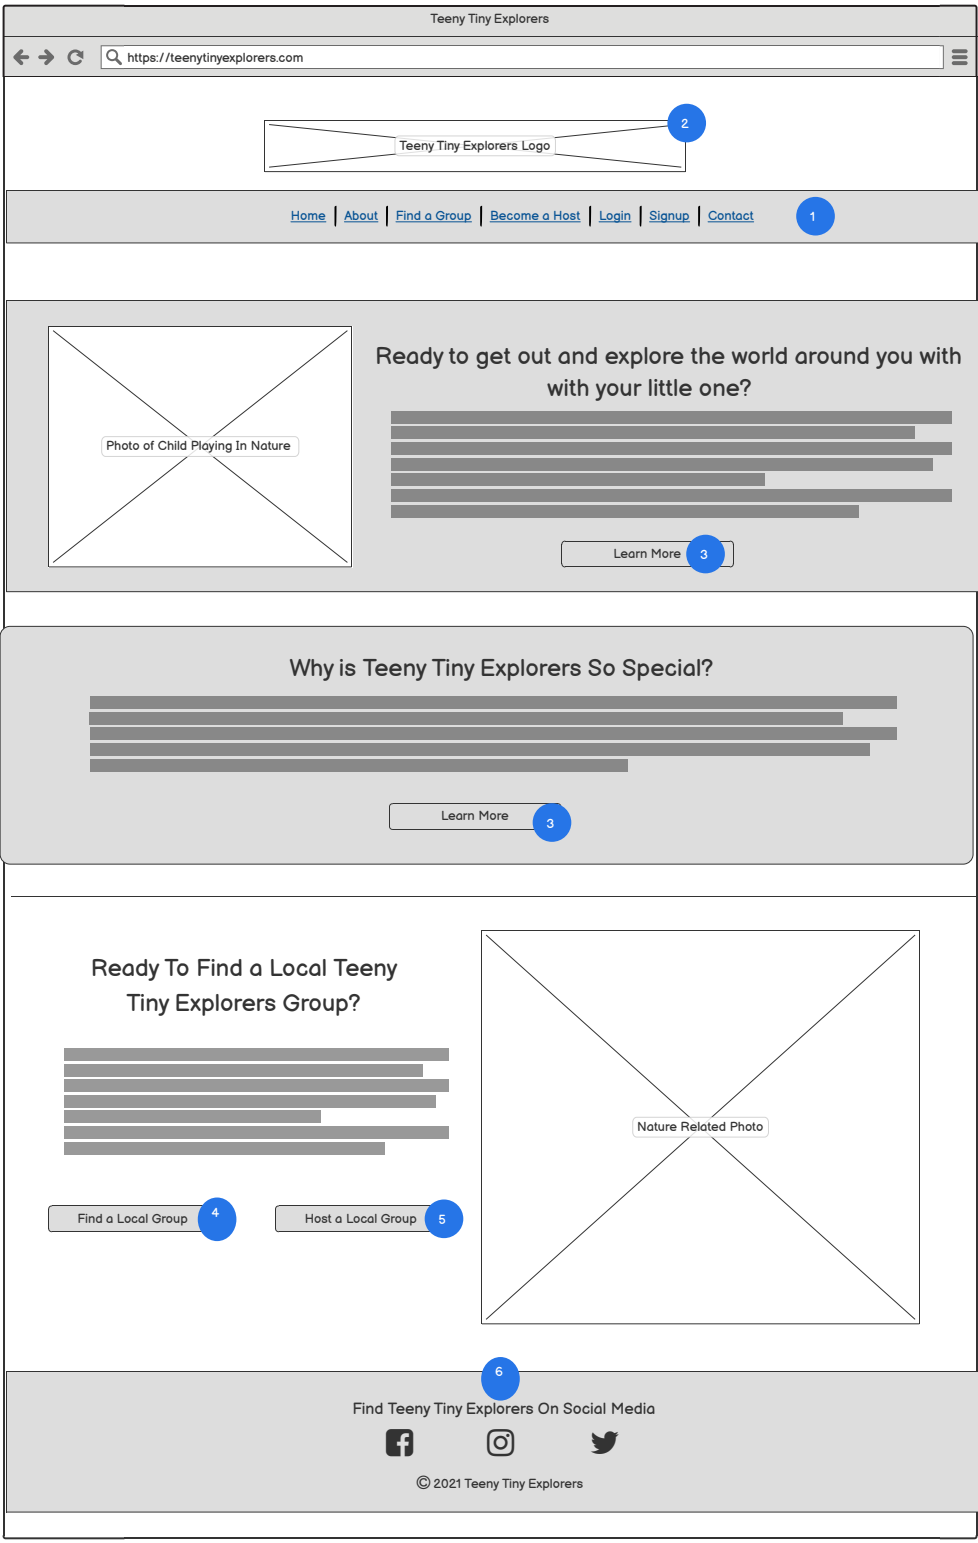 Teeny Tiny Explorers
https://teenytinyexplorers.com
2
Teeny Tiny Explorers Logo
Home | About | Find a Group | Become a Host | Login | Signup | Contact
1
Ready to get out and explore the world around you with
with your little one?
Photo of Child Playing In Nature
Learn More
3
Why is Teeny Tiny Explorers So Special?
Learn More
3
Ready To Find a Local Teeny
Tiny Explorers Group?
Nature Related Photo
Find a Local Group
4
Host a Local Group
5
6
Find Teeny Tiny Explorers On Social Media
© 2021 Teeny Tiny Explorers